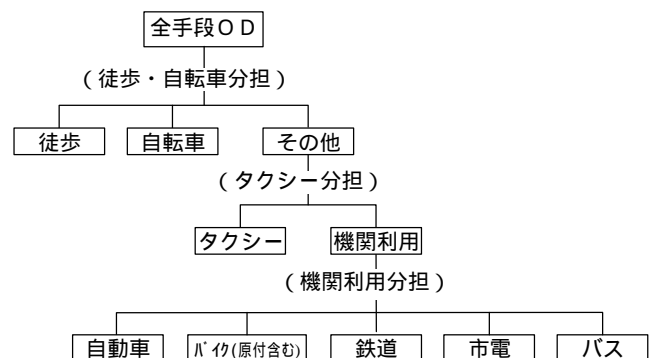 全手段ＯＤ
(徒歩・自転車分担)
徒歩 自転車 その他
(タクシー分担)
タクシー 機関利用
(機関利用分担)
自動車 ﾊﾞｲｸ(原付含む) 鉄道 市電 バス